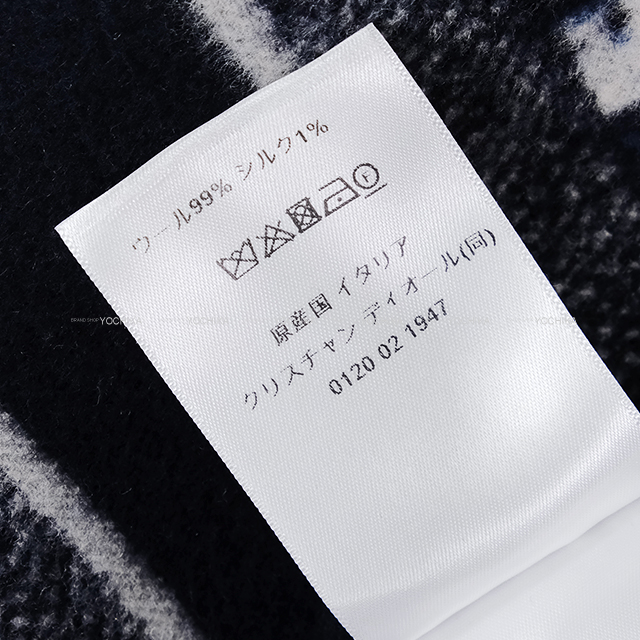 ウール99% シルク1%
原産国 イタリア
クリスチャン ディオール(同)
0120 02 1947